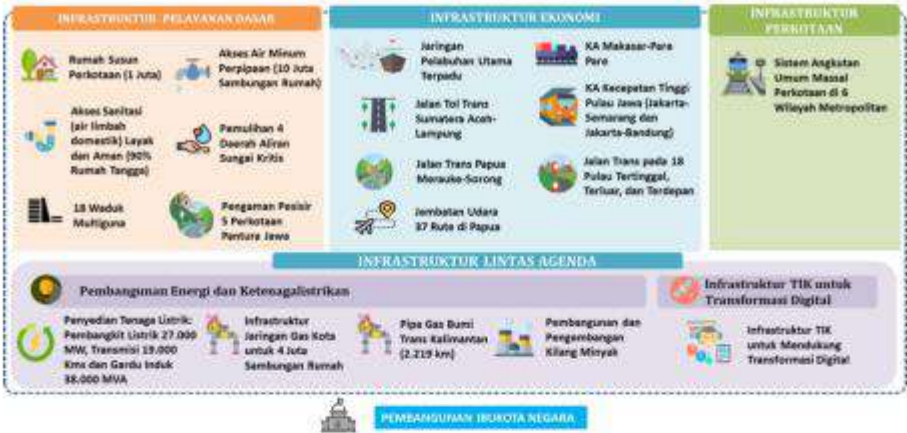 INFRASTRUKTUR PELAYANAN DASAR
Rumah Susun
Perkotaan (1 Juta)
Akses Air Minum
Perpipaan (10 Juta
Sambungan Rumah)
Akses Sanitasi
(air limbah
domestik) Layak
dan Aman (90%
Rumah Tangga)
Pemulihan 4
Daerah Aliran
Sungai Kritis
18 Waduk
Multiguna
Pengaman Pesisir
5 Perkotaan
Pantura Jawa
INFRASTRUKTUR EKONOMI
Jaringan
Pelabuhan Utama
Terpadu
KA Makasar-Pare
Pare
Jalan Tol Trans
Sumatera Aceh-
Lampung
KA Kecepatan Tinggi
Pulau Jawa (Jakarta-
Semarang dan
Jakarta-Bandung)
Jalan Trans Papua
Merauke-Sorong
Jalan Trans pada 18
Pulau Tertinggal,
Terluar, dan Terdepan
Jembatan Udara
37 Rute di Papua
INFRASTRUKTUR
PERKOTAAN
Sistem Angkutan
Umum Massal
Perkotaan di 6
Wilayah Metropolitan
INFRASTRUKTUR LINTAS AGENDA
Pembangunan Energi dan Ketenagalistrikan
Penyedian Tenaga Listrik:
Pembangkit Listrik 27.000
MW, Transmisi 19.000
Kms dan Gardu Induk
38.000 MVA
Infrastruktur
Jaringan Gas Kota
untuk 4 Juta
Sambungan Rumah
Pipa Gas Bumi
Trans Kalimantan
(2.219 km)
Pembangunan dan
Pengembangan
Kilang Minyak
Infrastruktur TIK untuk
Transformasi Digital
Infrastruktur TIK
untuk Mendukung
Transformasi Digital
PEMBANGUNAN IBUKOTA NEGARA